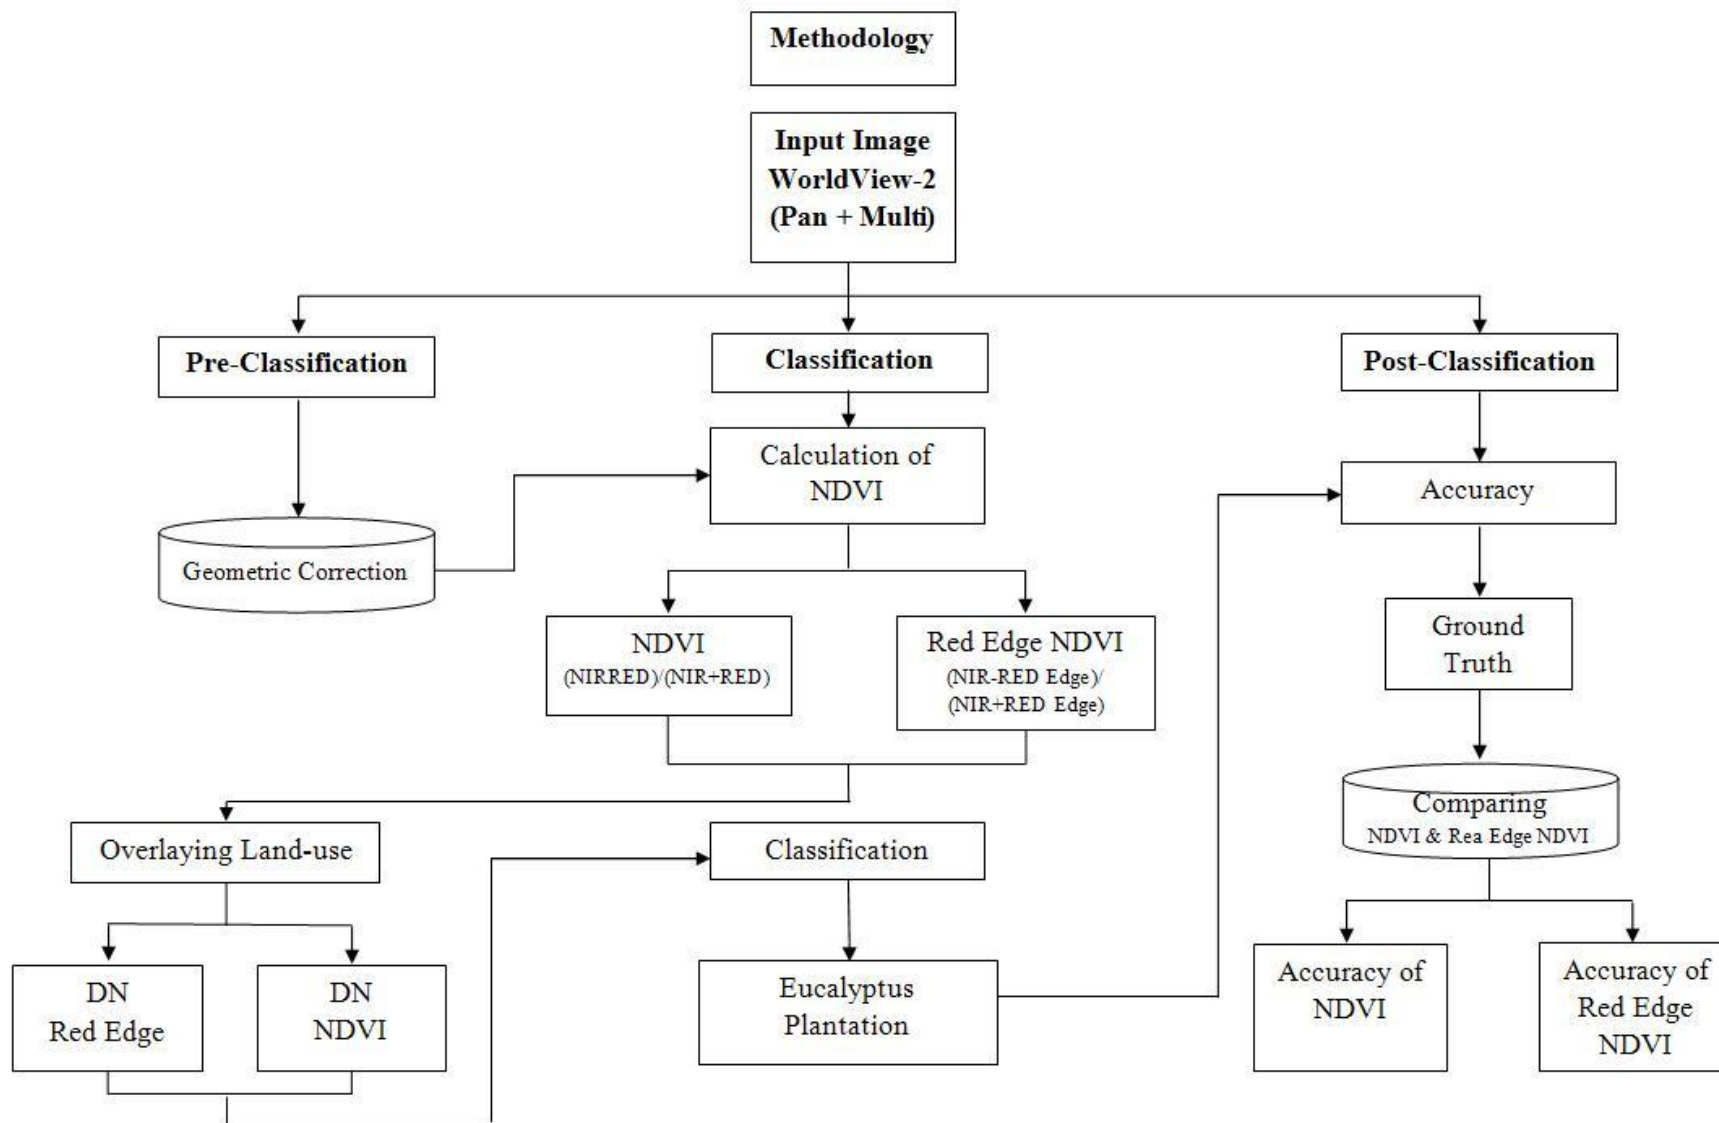 Methodology
Input Image
WorldView-2
(Pan + Multi)
Pre-Classification
Classification
Post-Classification
Calculation of
NDVI
Accuracy
Geometric Correction
NDVI
(NIRRED)/(NIR+RED)
Red Edge NDVI
(NIR-RED Edge)/
(NIR+RED Edge)
Ground
Truth
Comparing
NDVI & Rea Edge NDVI
Overlaying Land-use
Classification
DN
Red Edge
DN
NDVI
Eucalyptus
Plantation
Accuracy of
NDVI
Accuracy of
Red Edge
NDVI